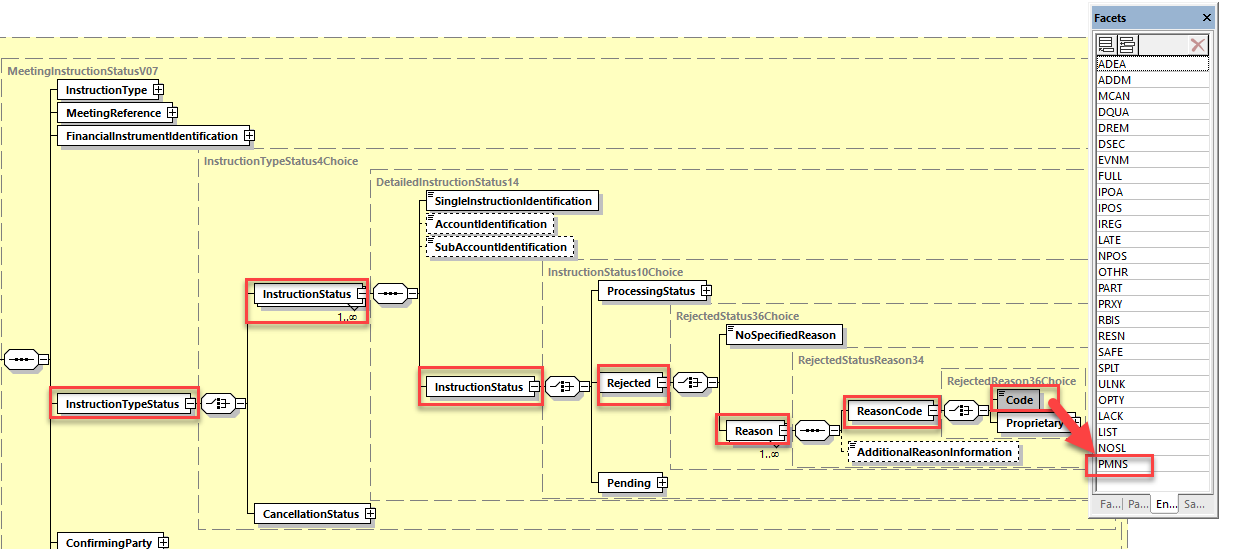 MeetingInstructionStatusV07
InstructionType
MeetingReference
FinancialInstrumentIdentification
InstructionTypeStatus4Choice
DetailedInstructionStatus14
SingleInstructionIdentification
AccountIdentification
SubAccountIdentification
InstructionStatus10Choice
ProcessingStatus
InstructionStatus
1..∞
RejectedStatus36Choice
NoSpecifiedReason
RejectedStatusReason34
RejectedReason36Choice
InstructionStatus
Rejected
Code
InstructionTypeStatus
ReasonCode
Proprietary
Reason
1..∞
AdditionalReasonInformation
Pending
CancellationStatus
ConfirmingParty
Facets
ADEA
ADDM
MCAN
DQUA
DREM
DSEC
EVNM
FULL
IPOA
IPOS
IREG
LATE
NPOS
OTHR
PART
PRXY
RBIS
RESN
SAFE
SPLT
ULNK
OPTY
LACK
LIST
NOSL
PMNS
Fa... Pa... En... Sa...